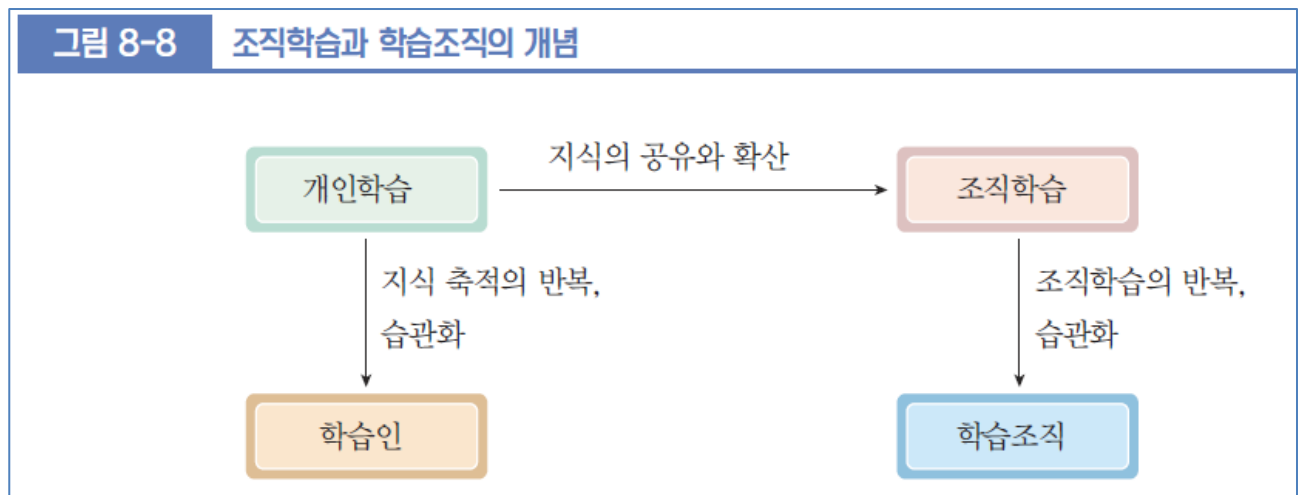 그림 8-8 조직학습과 학습조직의 개념
지식의 공유와 확산
개인학습
조직학습
지식 축적의 반복,
습관화
조직학습의 반복,
습관화
학습인
학습조직